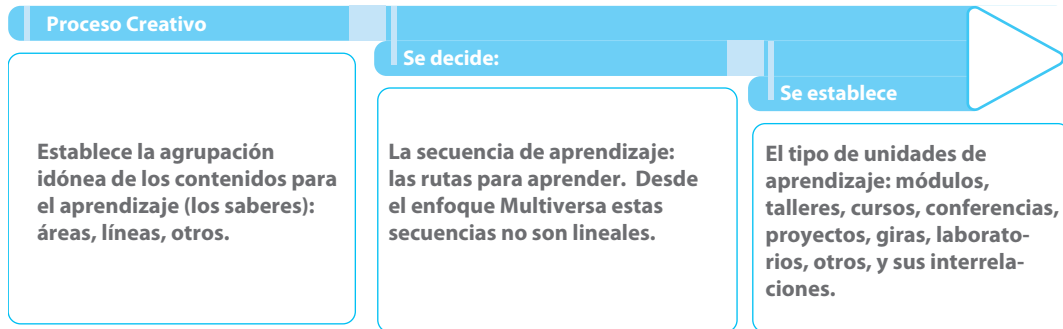 Proceso Creativo
Establece la agrupación
idónea de los contenidos para
el aprendizaje (los saberes):
áreas, líneas, otros.
Se decide:
La secuencia de aprendizaje:
las rutas para aprender. Desde
el enfoque Multiversa estas
secuencias no son lineales.
Se establece
El tipo de unidades de
aprendizaje: módulos,
talleres, cursos, conferencias,
proyectos, giras, laborato-
rios, otros, y sus interrela-
ciones.